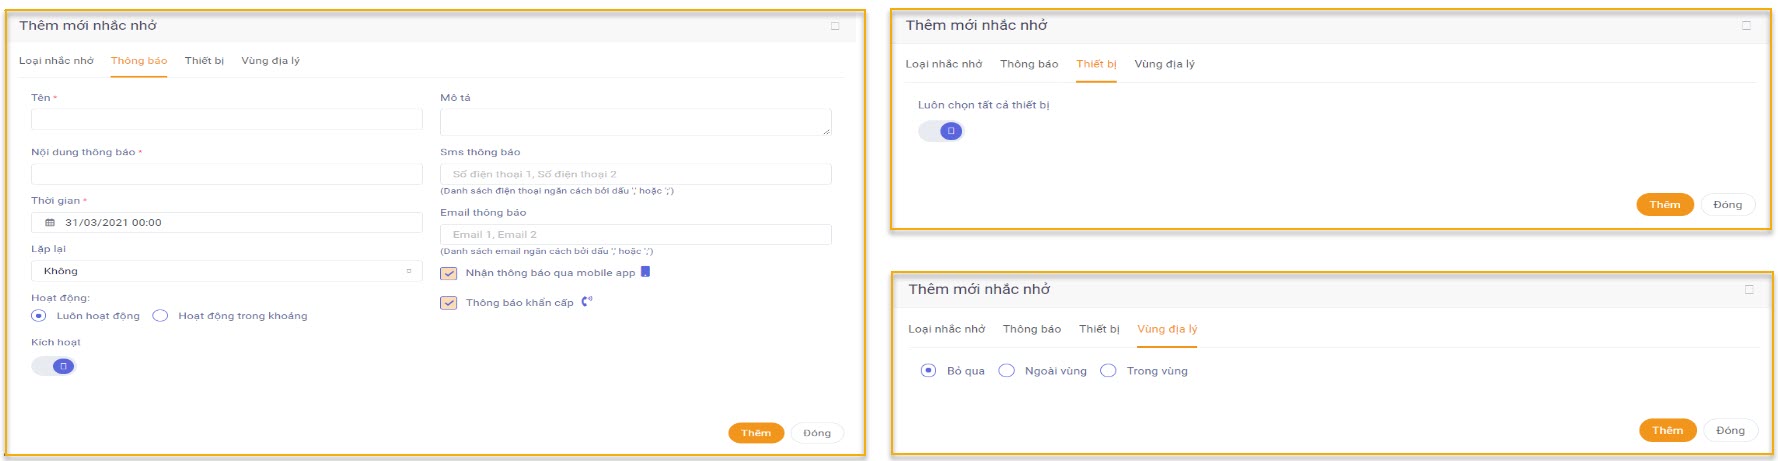 Thêm mới nhắc nhở
Loại nhắc nhở Thông báo Thiết bị Vùng địa lý
Tên *
Nội dung thông báo *
Thời gian *
31/03/2021 00:00
Lặp lại
Không
Hoạt động:
Luôn hoạt động Hoạt động trong khoảng
Kích hoạt
Mô tả
Sms thông báo
Số điện thoại 1, Số điện thoại 2
(Danh sách điện thoại ngăn cách bởi dấu ',' hoặc ';')
Email thông báo
Email 1, Email 2
(Danh sách email ngăn cách bởi dấu ',' hoặc ';')
Nhận thông báo qua mobile app
Thông báo khẩn cấp
Thêm Đóng
Thêm mới nhắc nhở
Loại nhắc nhở Thông báo Thiết bị Vùng địa lý
Luôn chọn tất cả thiết bị
Thêm Đóng
Thêm mới nhắc nhở
Loại nhắc nhở Thông báo Thiết bị Vùng địa lý
Bỏ qua Ngoài vùng Trong vùng
Thêm Đóng